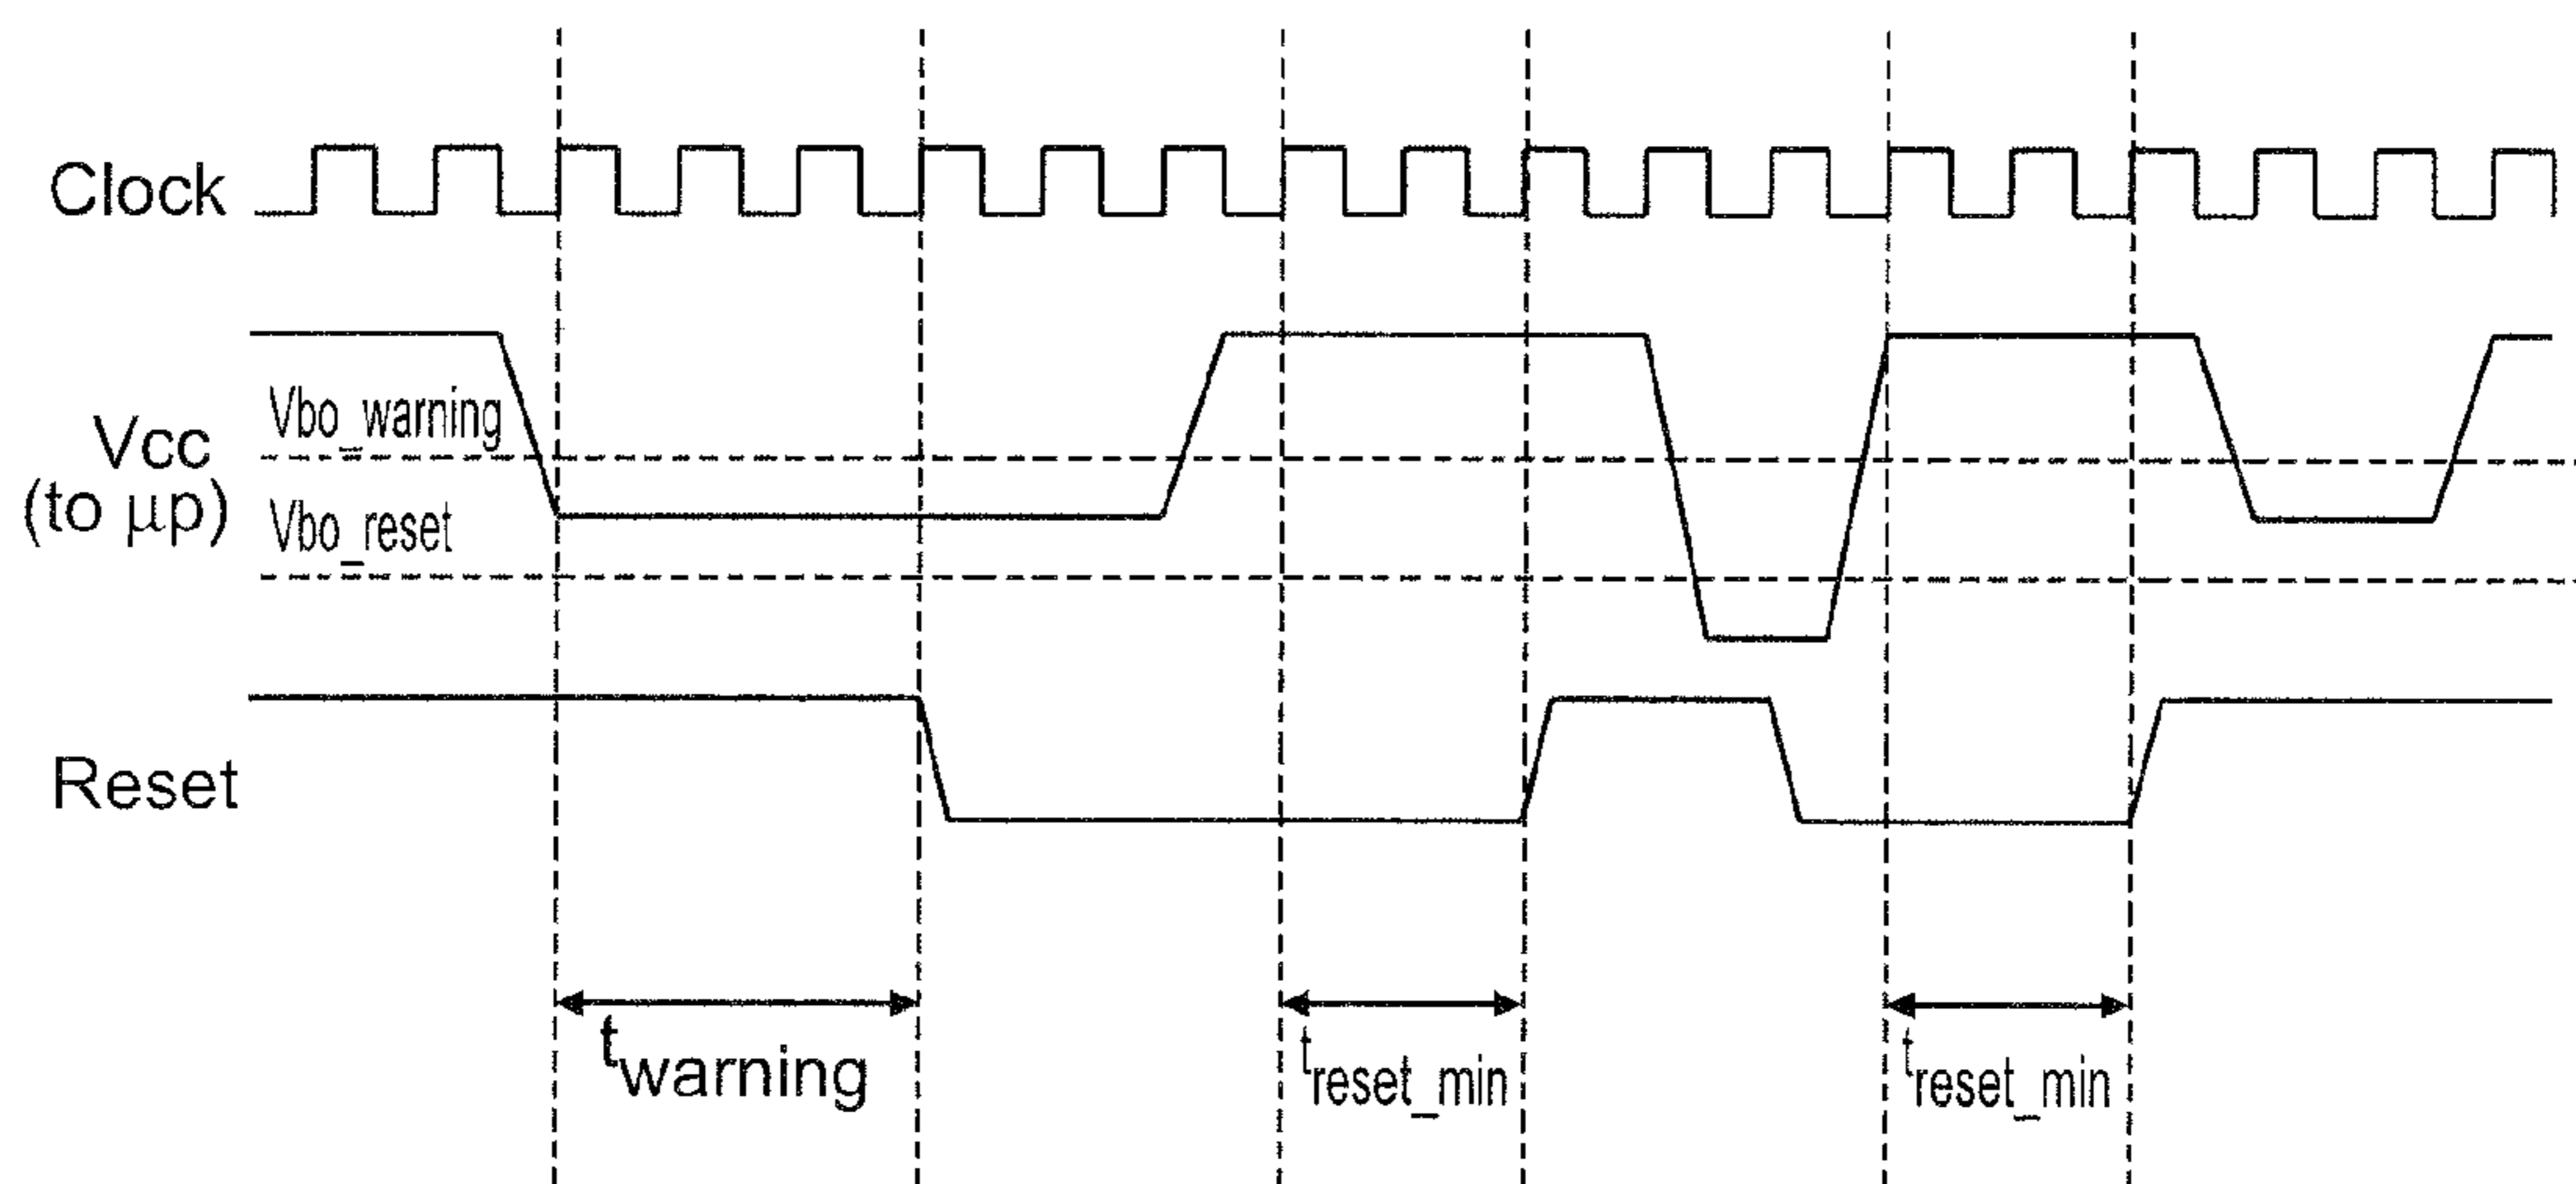 Clock
Vbo_warning
Vcc
(to μp)
Vbo_reset
Reset
twarning
treset_min
treset_min